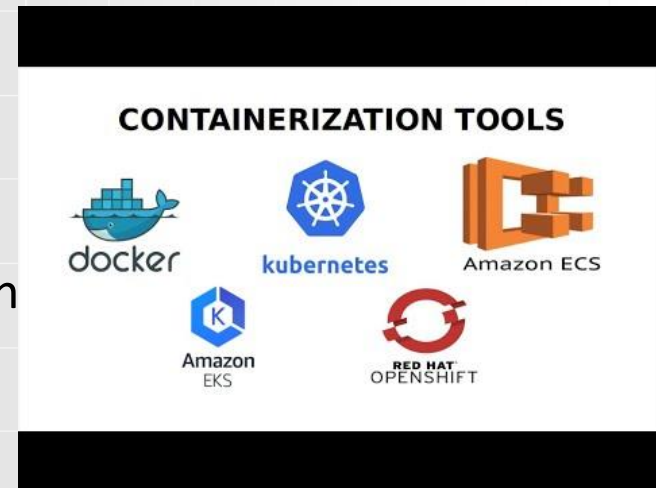 CONTAINERIZATION TOOLS
docker
kubernetes
Amazon ECS
n
K
Amazon
EKS
RED HAT
OPENSHIFT